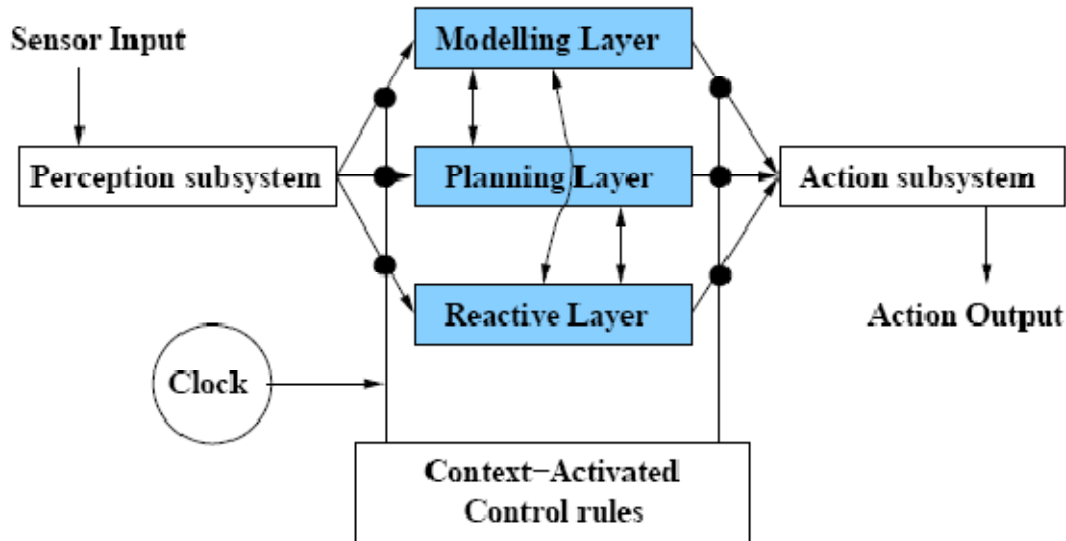 Sensor Input
Modelling Layer
Perception subsystem
Planning Layer
Action subsystem
Reactive Layer
Action Output
Clock
Context-Activated
Control rules